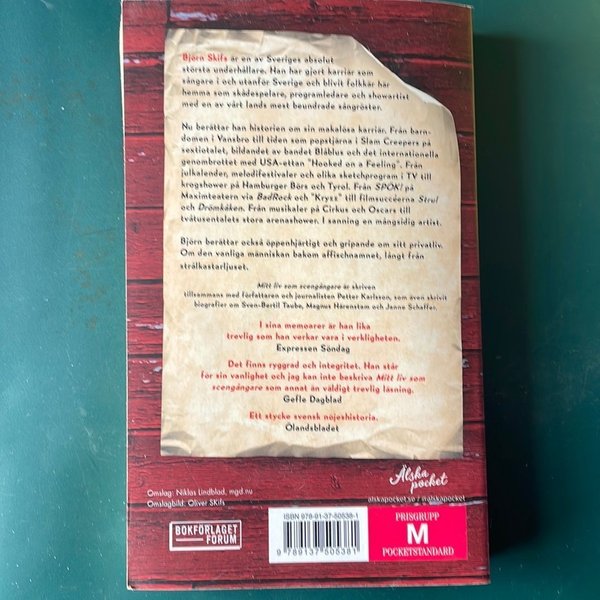 Björn Skifs är en av Sveriges absolut
största underhållare. Han har gjort karriär som
sångare i och utanför Sverige och blivit folkkär här
hemma som skådespelare, programledare och showartist
med en av vårt lands mest beundrade sångröster.
Nu berättar han historien om sin makalösa karriär. Från barn-
domen i Vansbro till tiden som popstjärna i Slam Creepers på
sextiotalet, bildandet av bandet Blåblus och det internationella
genombrottet med USA-ettan "Hooked on a Feeling". Från
julkalender, melodifestivaler och olika sketchprogram i TV till
krogshower på Hamburger Börs och Tyrol. Från SPÖK! på
Maximteatern via BadRock och "Kryzz" till filmsuccéerna Strul
och Drömkåken. Från musikaler på Cirkus och Oscars till
tvåtusentalets stora arenashower. I sanning en mångsidig artist.
Björn berättar också öppenhjärtigt och gripande om sitt privatliv.
Om den vanliga människan bakom affischnamnet, långt från
strålkastarljuset.
Mitt liv som scengångare är skriven
tillsammans med författaren och journalisten Petter Karlsson, som även skrivit
biografier om Sven-Bertil Taube, Magnus Härenstam och Janne Schaffer.
I sina memoarer är han lika
trevlig som han verkar vara i verkligheten.
Expressen Söndag
Det finns ryggrad och integritet. Han står
för sin vanlighet och jag kan inte beskriva Mitt liv som
scengångare som annat än väldigt trevlig läsning.
Gefle Dagblad
Ett stycke svensk nöjeshistoria.
Ölandsbladet
Älska
pocket
alskapocket.se / #alskapocket
Omslag: Niklas Lindblad, mgd.nu
Omslagbild: Oliver Skifs
BOKFÖRLAGET
FORUM
ISBN 978-91-37-50538-1
9 789137 505381
PRISGRUPP
M
POCKETSTANDARD